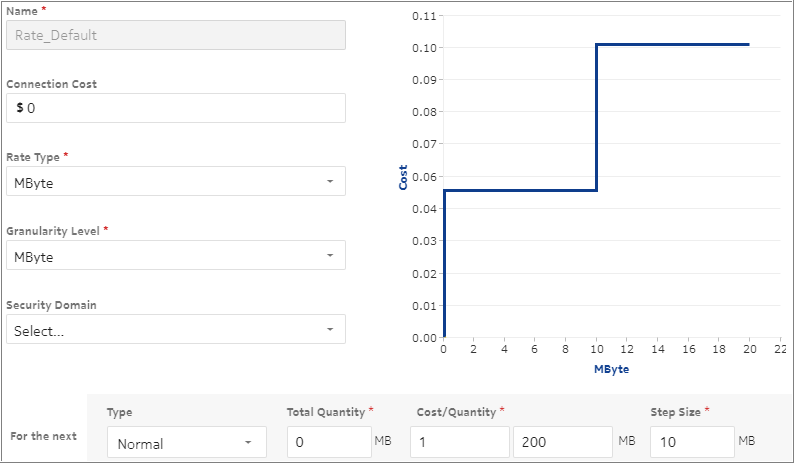 Name *
Rate_Default
Connection Cost
$ 0
Rate Type *
MByte
Granularity Level *
MByte
Security Domain
Select...
0.11
0.10
0.09
0.08
0.07
0.06
0.04
0.03
0.02
0.01
0.00
Cost
0 2 4 6 8 10 12 14 16 18 20 22
MByte
For the next
Type
Normal
Total Quantity *
0 MB
Cost/Quantity *
1 200 MB
Step Size *
10 MB